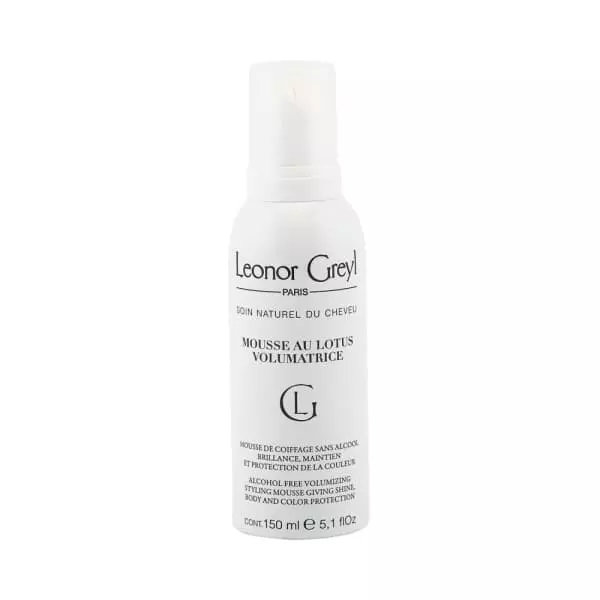 Leonor Greyl
PARIS
SOIN NATUREL DU CHEVEU
MOUSSE AU LOTUS
VOLUMATRICE
LG
MOUSSE DE COIFFAGE SANS ALCOOL
BRILLANCE, MAINTIEN
ET PROTECTION DE LA COULEUR
ALCOHOL FREE VOLUMIZING
STYLING MOUSSE GIVING SHINE,
BODY AND COLOR PROTECTION
CONT. 150 ml ℮ 5,1 flOz